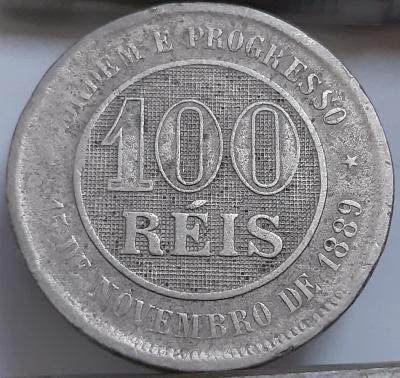 ORDEM E PROGRESSO
100
RÉIS
15 DE NOVEMBRO DE 1889